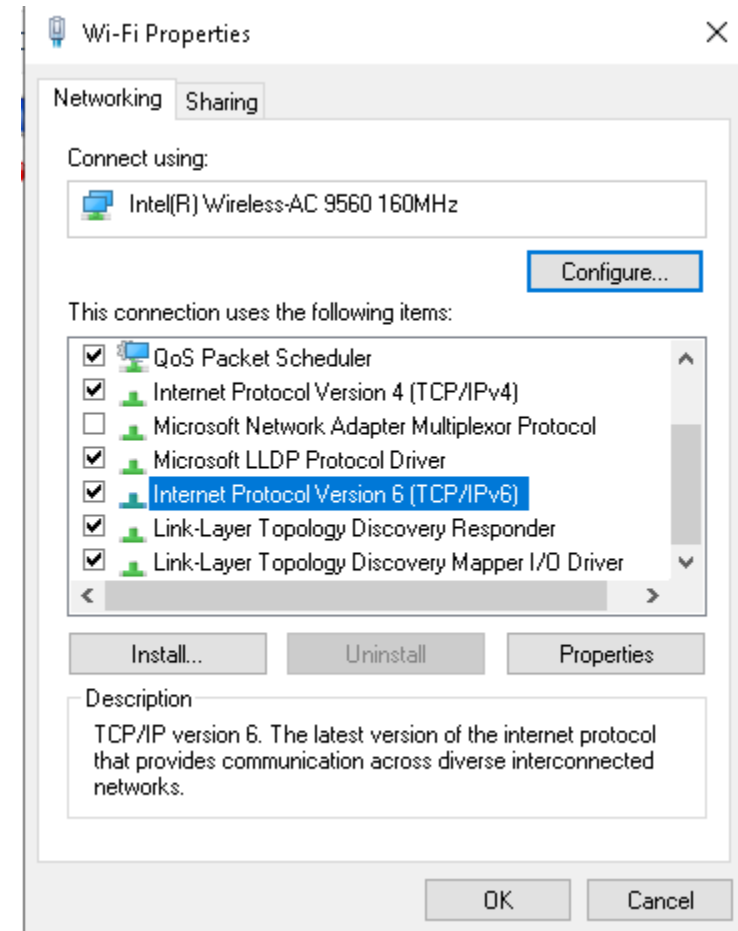 Wi-Fi Properties
Networking
Sharing
Connect using:
Intel(R) Wireless-AC 9560 160MHz
Configure...
This connection uses the following items:
QoS Packet Scheduler
Internet Protocol Version 4 (TCP/IPv4)
Microsoft Network Adapter Multiplexor Protocol
Microsoft LLDP Protocol Driver
Internet Protocol Version 6 (TCP/IPv6)
Link-Layer Topology Discovery Responder
Link-Layer Topology Discovery Mapper I/O Driver
Install...
Uninstall
Properties
Description
TCP/IP version 6. The latest version of the internet protocol
that provides communication across diverse interconnected
networks.
OK
Cancel